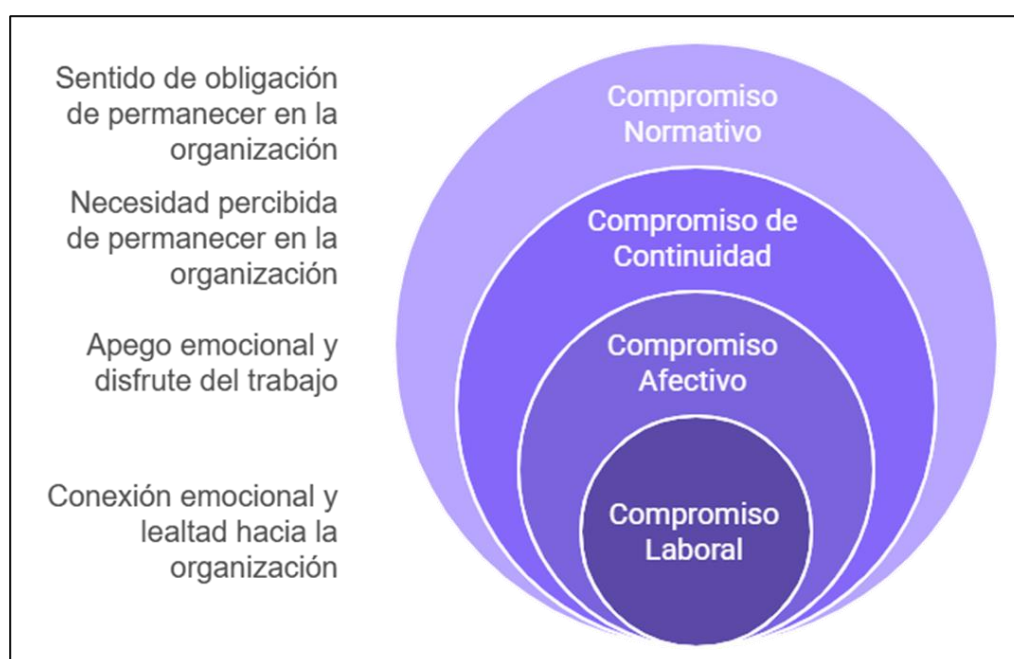 Sentido de obligación
de permanecer en la
organización
Compromiso
Normativo
Necesidad percibida
de permanecer en la
organización
Compromiso de
Continuidad
Apego emocional y
disfrute del trabajo
Compromiso
Afectivo
Conexión emocional y
lealtad hacia la
organización
Compromiso
Laboral